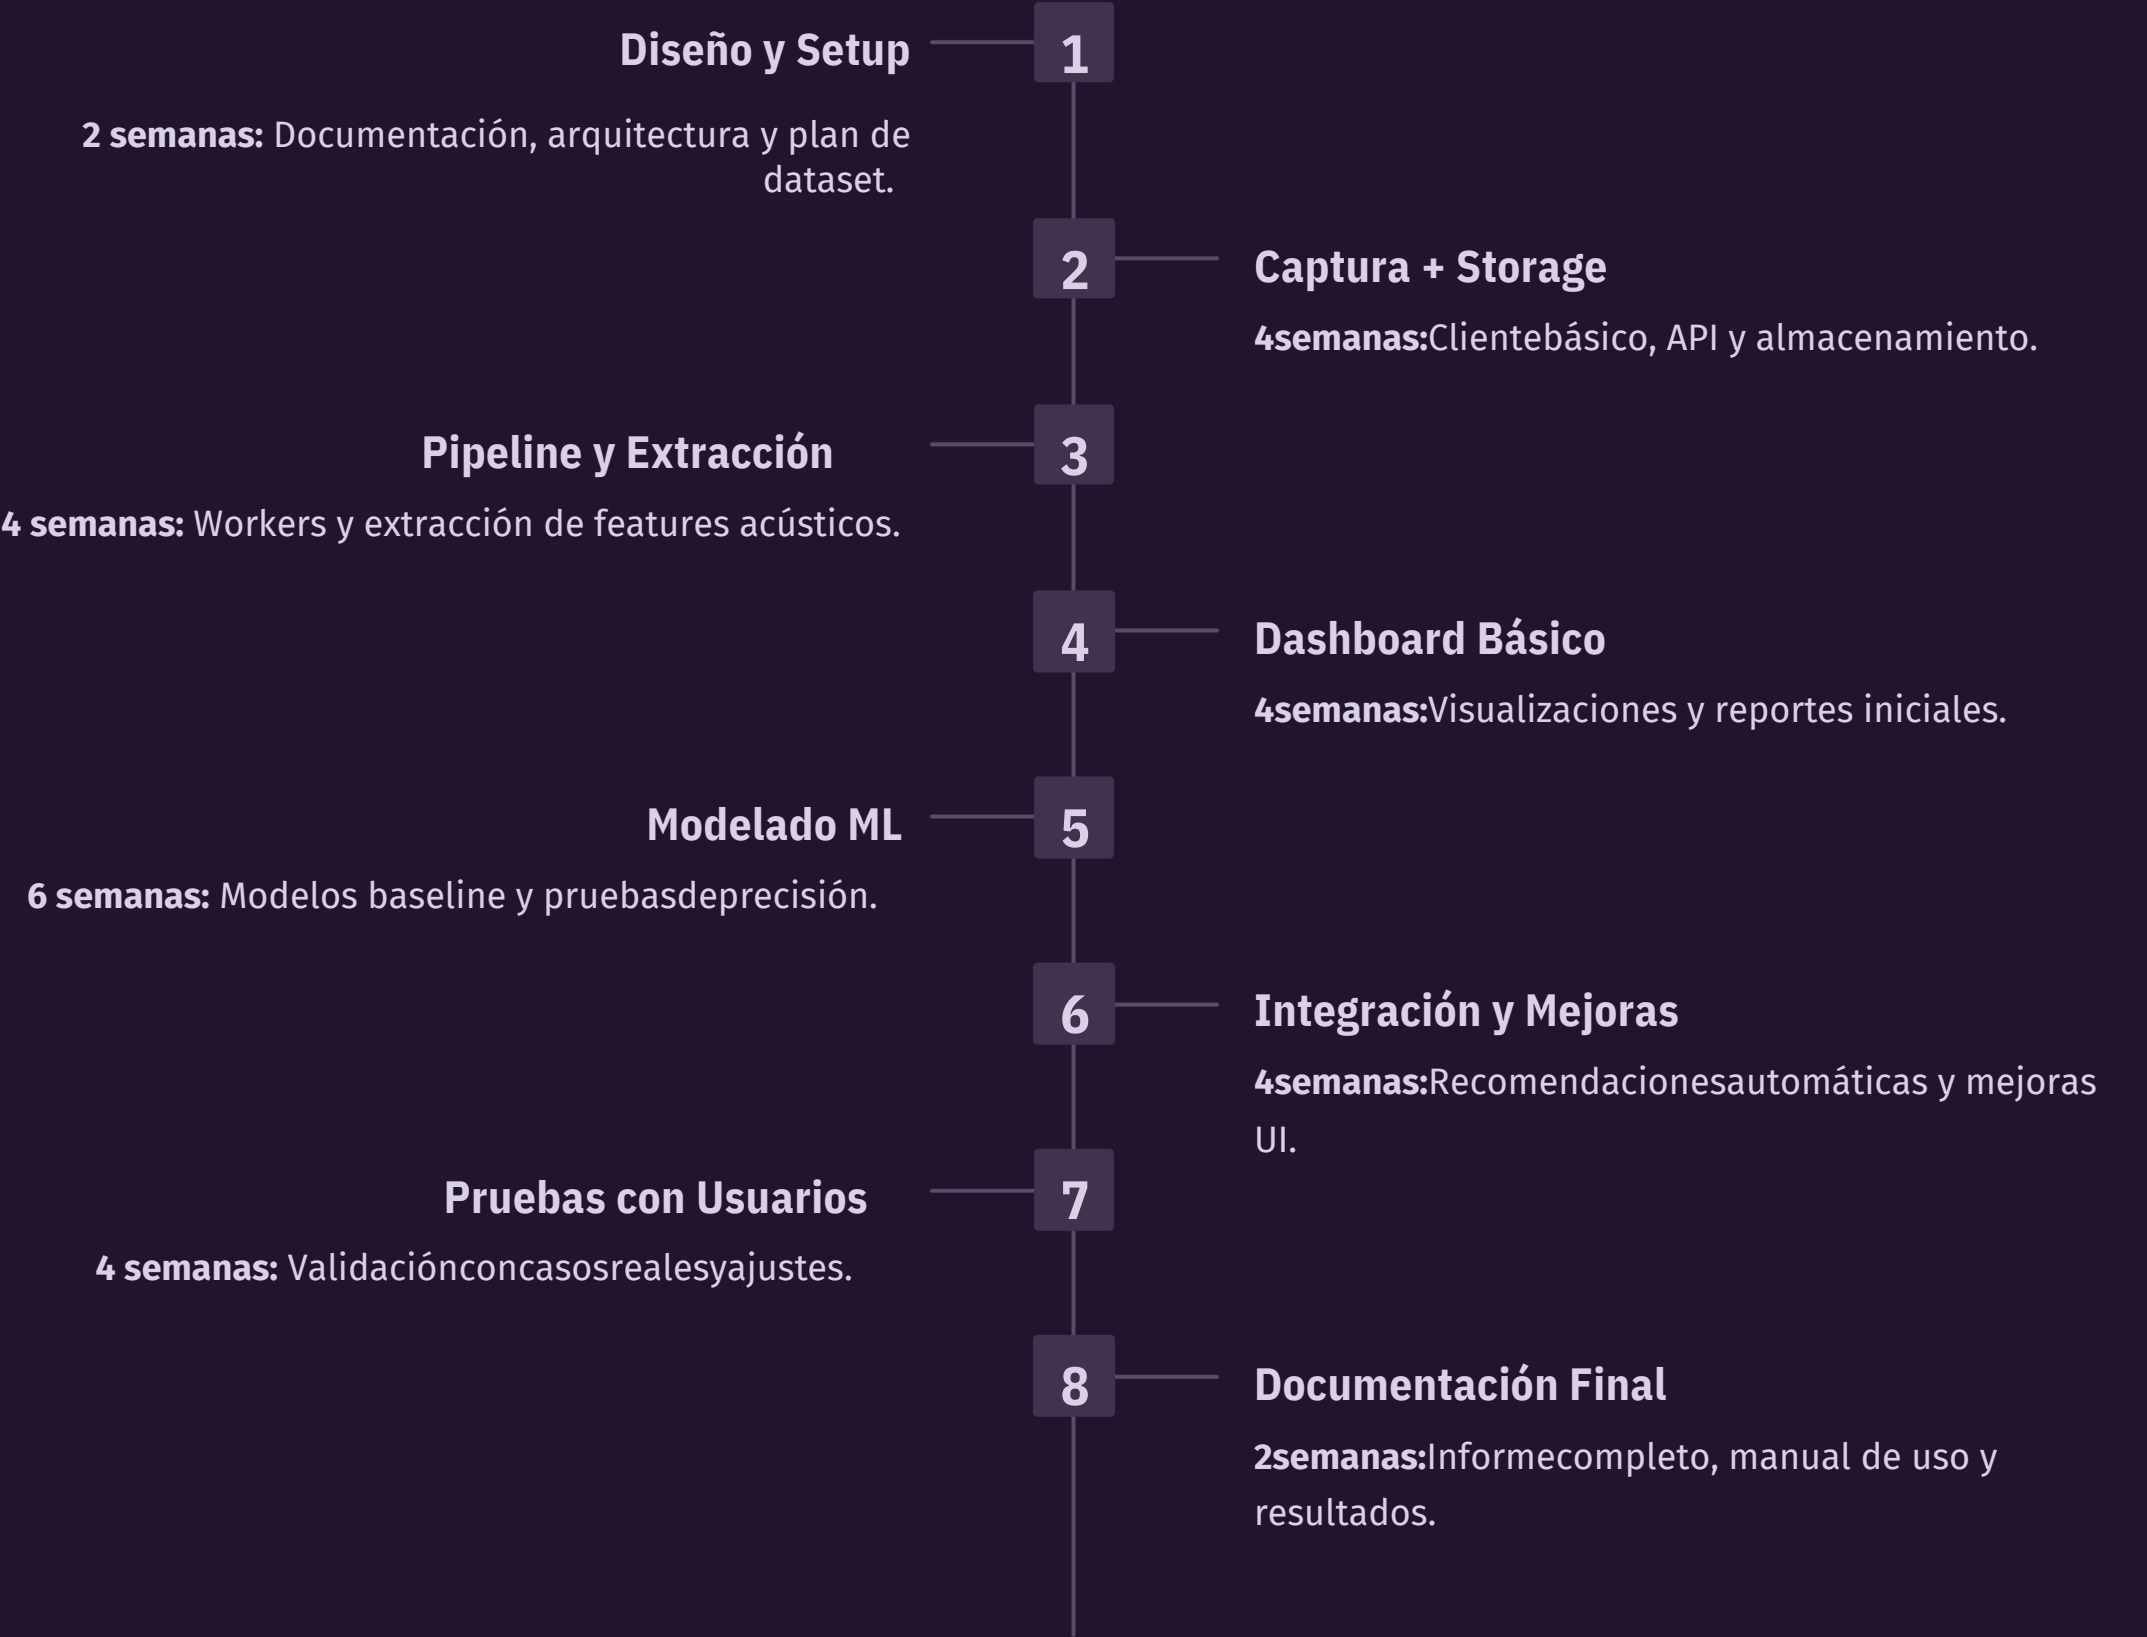 Diseño y Setup
1
2 semanas: Documentación, arquitectura y plan de
dataset.
2
Captura + Storage
4semanas:Clientebásico, API y almacenamiento.
Pipeline y Extracción
3
4 semanas: Workers y extracción de features acústicos.
4
Dashboard Básico
4semanas:Visualizaciones y reportes iniciales.
Modelado ML
5
6 semanas: Modelos baseline y pruebasdeprecisión.
6
Integración y Mejoras
4semanas:Recomendacionesautomáticas y mejoras
UI.
Pruebas con Usuarios
7
4 semanas: Validaciónconcasosrealesyajustes.
8
Documentación Final
2semanas:Informecompleto, manual de uso y
resultados.